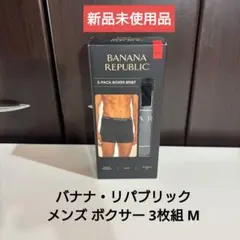 新品未使用品
BANANA
REPUBLIC
3-PACK BOXER BRIEF
バナナ・リパブリック
メンズ ボクサー 3枚組 M